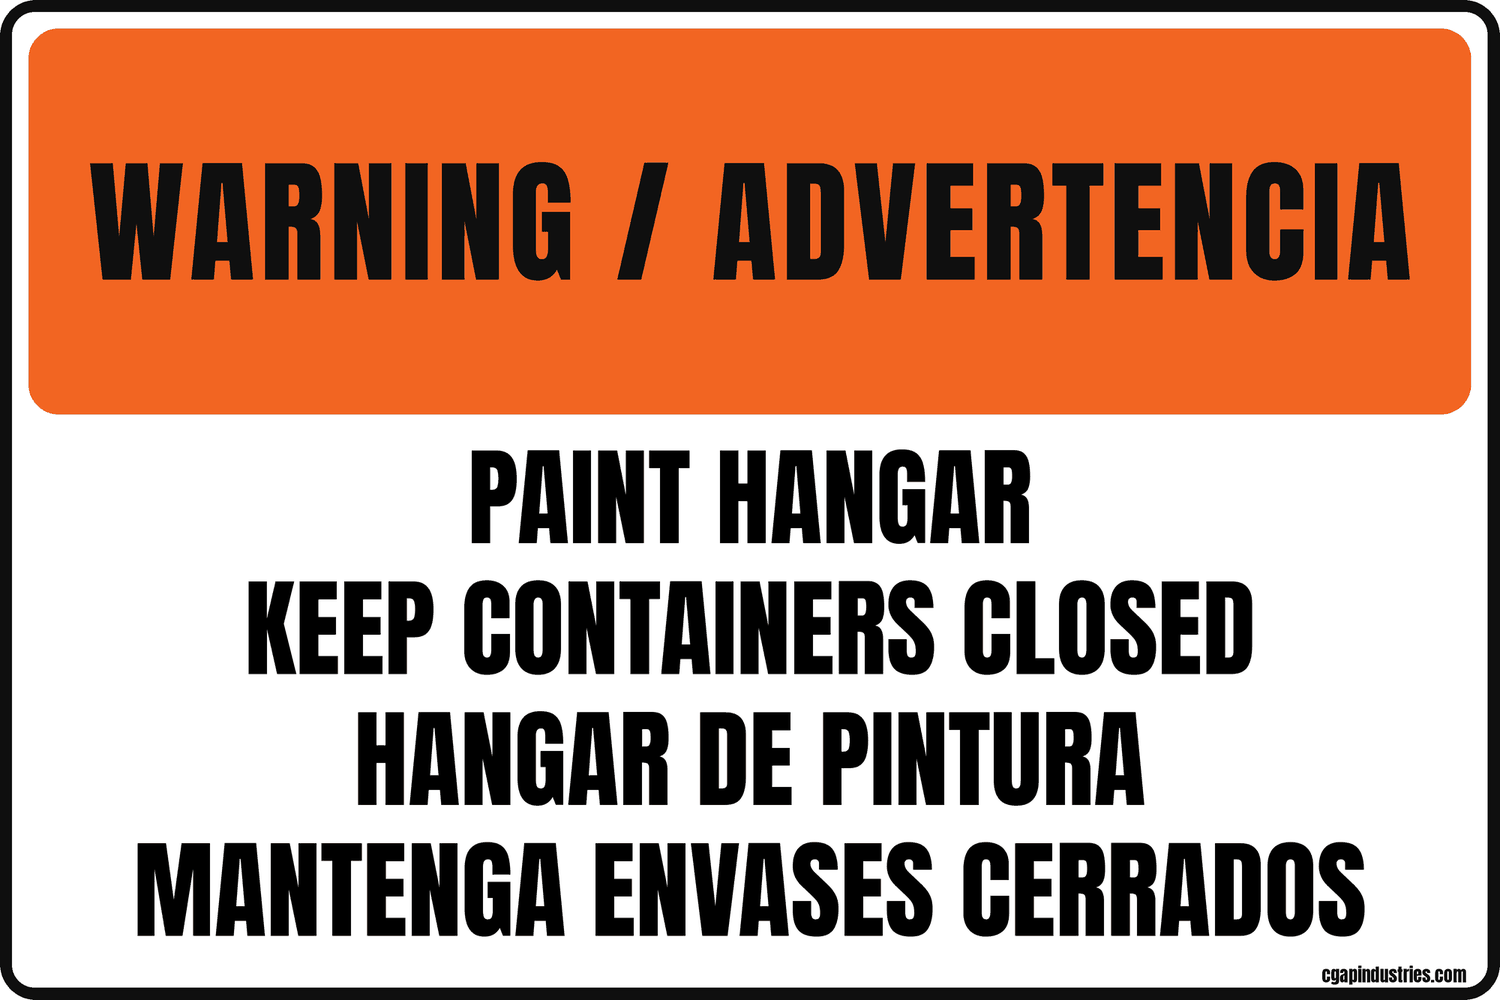 WARNING / ADVERTENCIA
PAINT HANGAR
KEEP CONTAINERS CLOSED
HANGAR DE PINTURA
MANTENGA ENVASES CERRADOS
cgapindustries.com